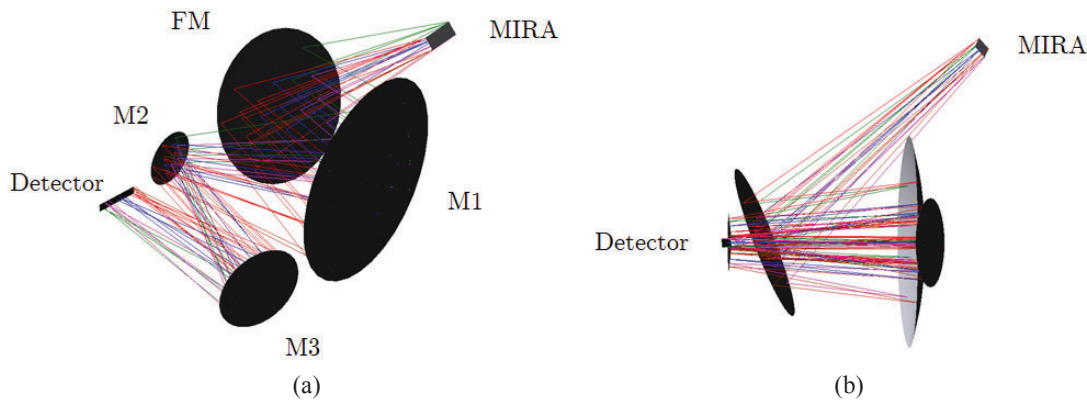 FM
MIRA
M2
Detector
M1
M3
(a)
MIRA
Detector
(b)